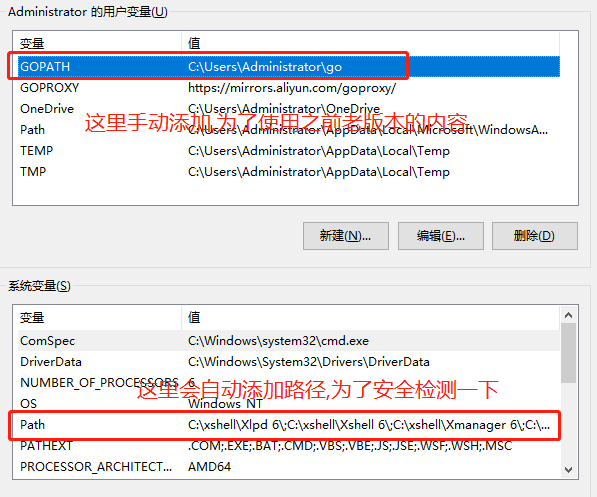 Administrator 的用户变量(U)
变量 值
GOPATH C:\Users\Administrator\go
GOPROXY https://mirrors.aliyun.com/goproxy/
OneDrive C:\Users\Administrator\OneDrive
这里手动添加,为了使用之前老版本的内容
Path C:\Users\Administrator\AppData\Local\Microsoft\WindowsA...
TEMP C:\Users\Administrator\AppData\Local\Temp
TMP C:\Users\Administrator\AppData\Local\Temp
新建(N)... 编辑(E)... 删除(D)
系统变量(S)
变量 值
ComSpec C:\Windows\system32\cmd.exe
DriverData C:\Windows\System32\Drivers\DriverData
NUMBER_OF_PROCESSORS 6
这里会自动添加路径,为了安全检测一下
OS Windows_NT
Path C:\xshell\Xlpd 6\;C:\xshell\Xshell 6\;C:\xshell\Xmanager 6\;C:\...
PATHEXT .COM;.EXE;.BAT;.CMD;.VBS;.VBE;.JS;.JSE;.WSF;.WSH;.MSC
PROCESSOR_ARCHITECT... AMD64